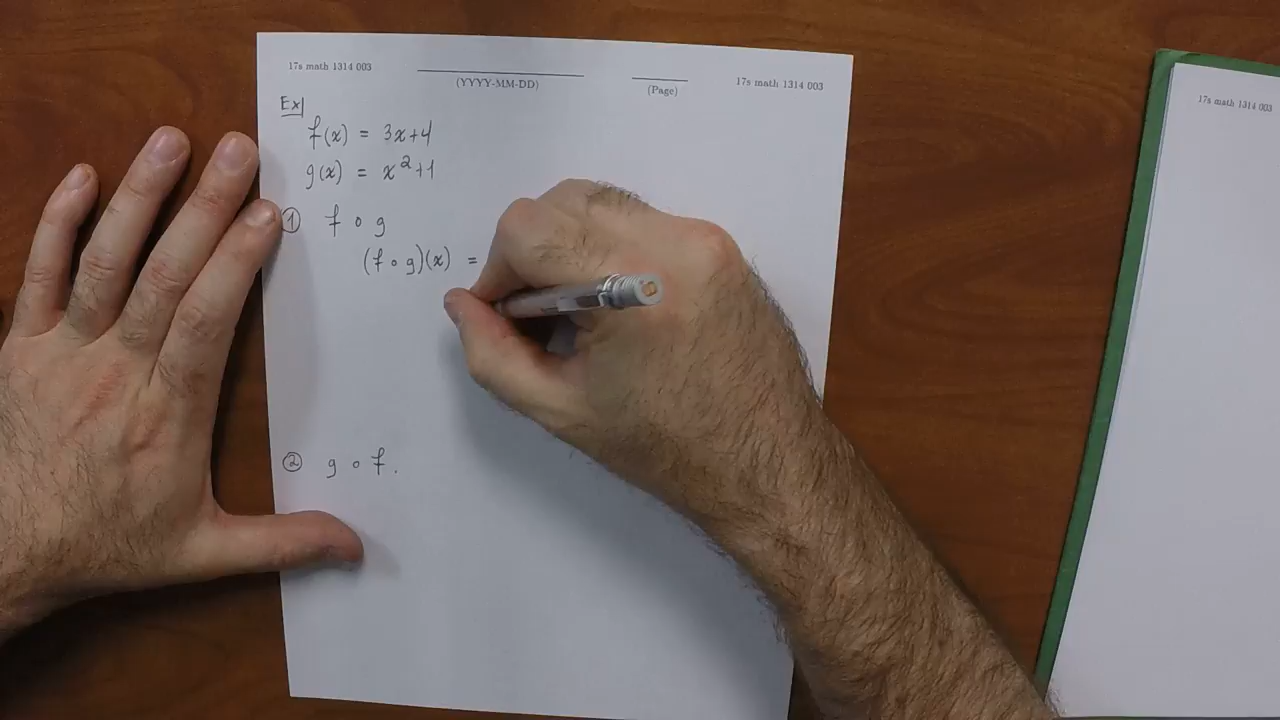 17s math 1314 003 (YYYY-MM-DD) (Page) 17s math 1314 003
Ex
f(x) = 3x+4
g(x) = x²+1
① f ∘ g
(f ∘ g)(x) =
② g ∘ f.
17s math 1314 003